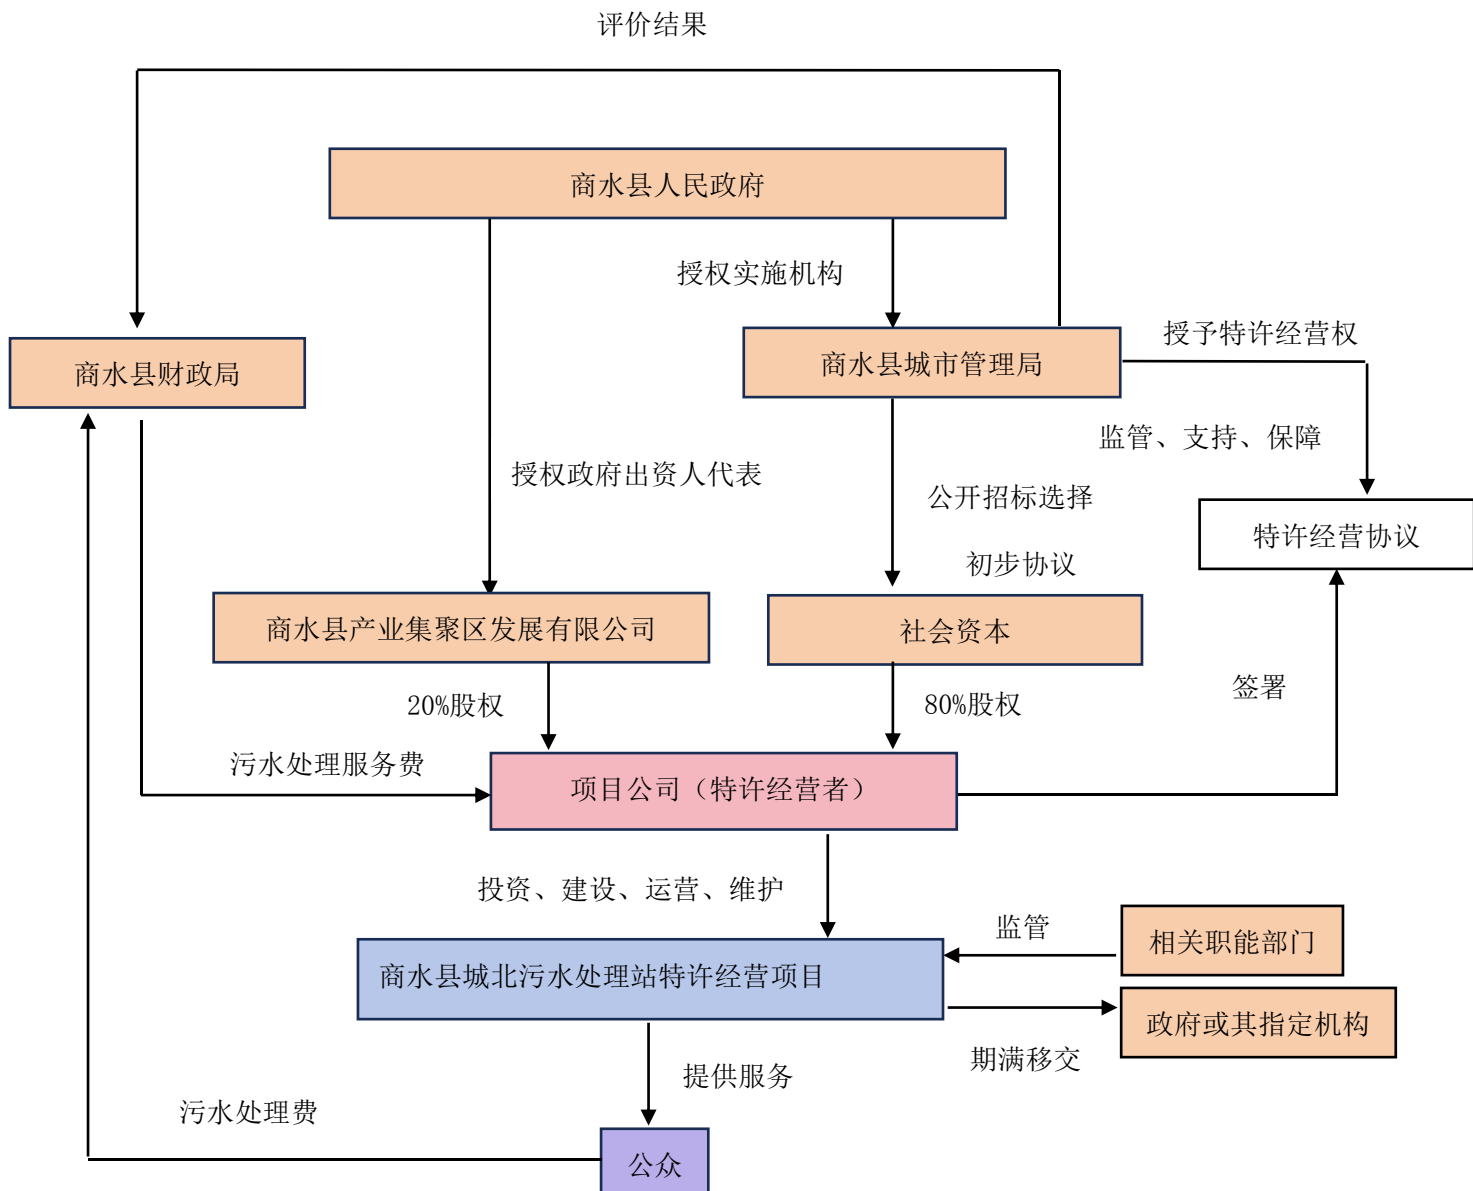 评价结果
商水县人民政府
授权实施机构
授予特许经营权
商水县财政局
商水县城市管理局
监管、支持、保障
授权政府出资人代表
公开招标选择
特许经营协议
初步协议
商水县产业集聚区发展有限公司
社会资本
签署
20%股权
80%股权
污水处理服务费
项目公司（特许经营者）
投资、建设、运营、维护
监管
相关职能部门
商水县城北污水处理站特许经营项目
政府或其指定机构
期满移交
提供服务
污水处理费
公众